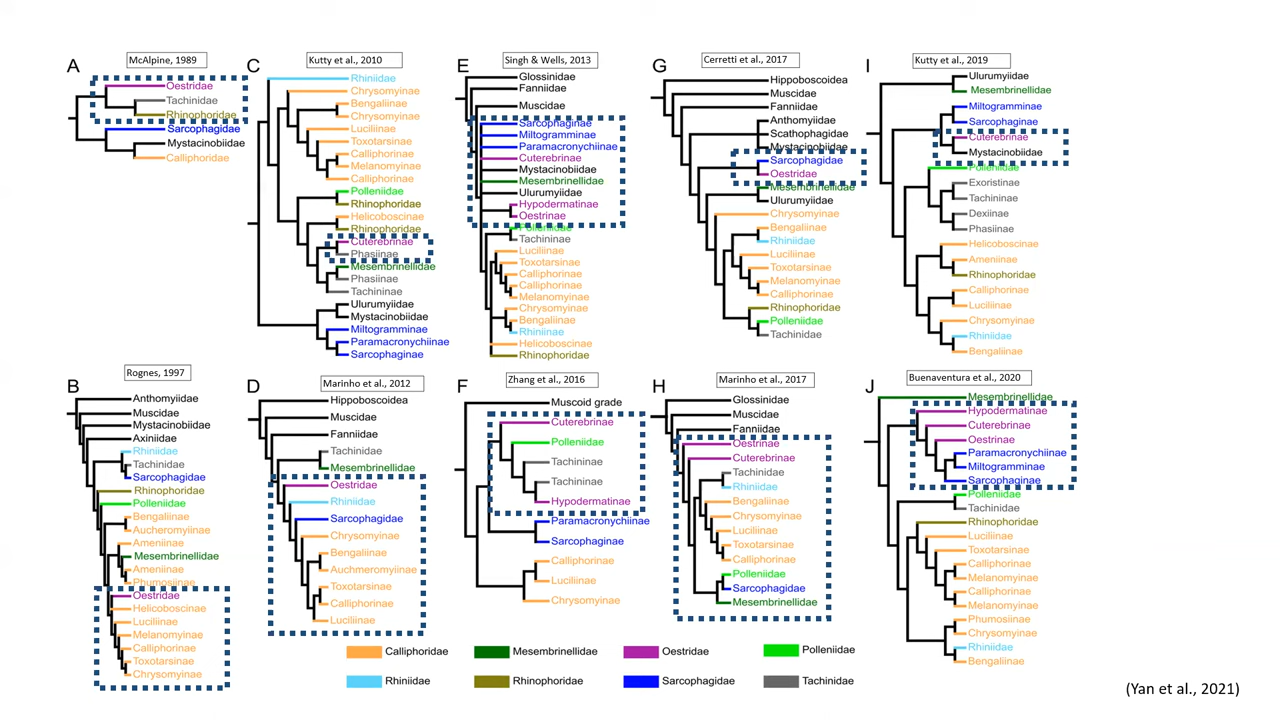 A
McAlpine, 1989
Oestridae
Tachinidae
Rhinophoridae
Sarcophagidae
Mystacinobiidae
Calliphoridae
C
Kutty et al., 2010
Rhiniidae
Chrysomyinae
Bengaliinae
Chrysomyinae
Luciliinae
Toxotarsinae
Calliphorinae
Melanomyinae
Calliphorinae
Polleniidae
Rhinophoridae
Helicoboscinae
Rhinophoridae
Cuterebrinae
Phasiinae
Mesembrinellidae
Phasiinae
Tachininae
Ulurumyiidae
Mystacinobiidae
Miltogramminae
Paramacronychiinae
Sarcophaginae
E
Singh & Wells, 2013
Glossinidae
Fanniidae
Muscidae
Sarcophaginae
Miltogramminae
Paramacronychiinae
Cuterebrinae
Mystacinobiidae
Mesembrinellidae
Ulurumyiidae
Hypodermatinae
Oestrinae
Polleniidae
Tachininae
Luciliinae
Toxotarsinae
Calliphorinae
Calliphorinae
Melanomyinae
Chrysomyinae
Bengaliinae
Rhiniinae
Helicoboscinae
Rhinophoridae
G
Cerretti et al., 2017
Hippoboscoidea
Muscidae
Fanniidae
Anthomyiidae
Scathophagidae
Mystacinobiidae
Sarcophagidae
Oestridae
Mesembrinellidae
Ulurumyiidae
Chrysomyinae
Bengaliinae
Rhiniidae
Luciliinae
Toxotarsinae
Melanomyinae
Calliphorinae
Rhinophoridae
Polleniidae
Tachinidae
I
Kutty et al., 2019
Ulurumyiidae
Mesembrinellidae
Miltogramminae
Sarcophaginae
Cuterebrinae
Mystacinobiidae
Polleniidae
Exoristinae
Tachininae
Dexiinae
Phasiinae
Helicoboscinae
Ameniinae
Rhinophoridae
Calliphorinae
Luciliinae
Chrysomyinae
Rhiniidae
Bengaliinae
B
Rognes, 1997
Anthomyiidae
Muscidae
Mystacinobiidae
Axiniidae
Rhiniidae
Tachinidae
Sarcophagidae
Rhinophoridae
Polleniidae
Bengaliinae
Aucheromyiinae
Ameniinae
Mesembrinellidae
Ameniinae
Phumosiinae
Oestridae
Helicoboscinae
Luciliinae
Melanomyinae
Calliphorinae
Toxotarsinae
Chrysomyinae
D
Marinho et al., 2012
Hippoboscoidea
Muscidae
Fanniidae
Tachinidae
Mesembrinellidae
Oestridae
Rhiniidae
Sarcophagidae
Chrysomyinae
Bengaliinae
Auchmeromyiinae
Toxotarsinae
Calliphorinae
Luciliinae
F
Zhang et al., 2016
Muscoid grade
Cuterebrinae
Polleniidae
Tachininae
Tachininae
Hypodermatinae
Paramacronychiinae
Sarcophaginae
Calliphorinae
Luciliinae
Chrysomyinae
H
Marinho et al., 2017
Glossinidae
Muscidae
Fanniidae
Oestrinae
Cuterebrinae
Tachinidae
Rhiniidae
Bengaliinae
Chrysomyinae
Luciliinae
Toxotarsinae
Calliphorinae
Polleniidae
Sarcophagidae
Mesembrinellidae
J
Buenaventura et al., 2020
Mesembrinellidae
Hypodermatinae
Cuterebrinae
Oestrinae
Paramacronychiinae
Miltogramminae
Sarcophaginae
Polleniidae
Tachinidae
Rhinophoridae
Luciliinae
Toxotarsinae
Calliphorinae
Melanomyinae
Calliphorinae
Melanomyinae
Phumosiinae
Chrysomyinae
Rhiniidae
Bengaliinae
Calliphoridae
Mesembrinellidae
Oestridae
Polleniidae
Rhiniidae
Rhinophoridae
Sarcophagidae
Tachinidae
(Yan et al., 2021)